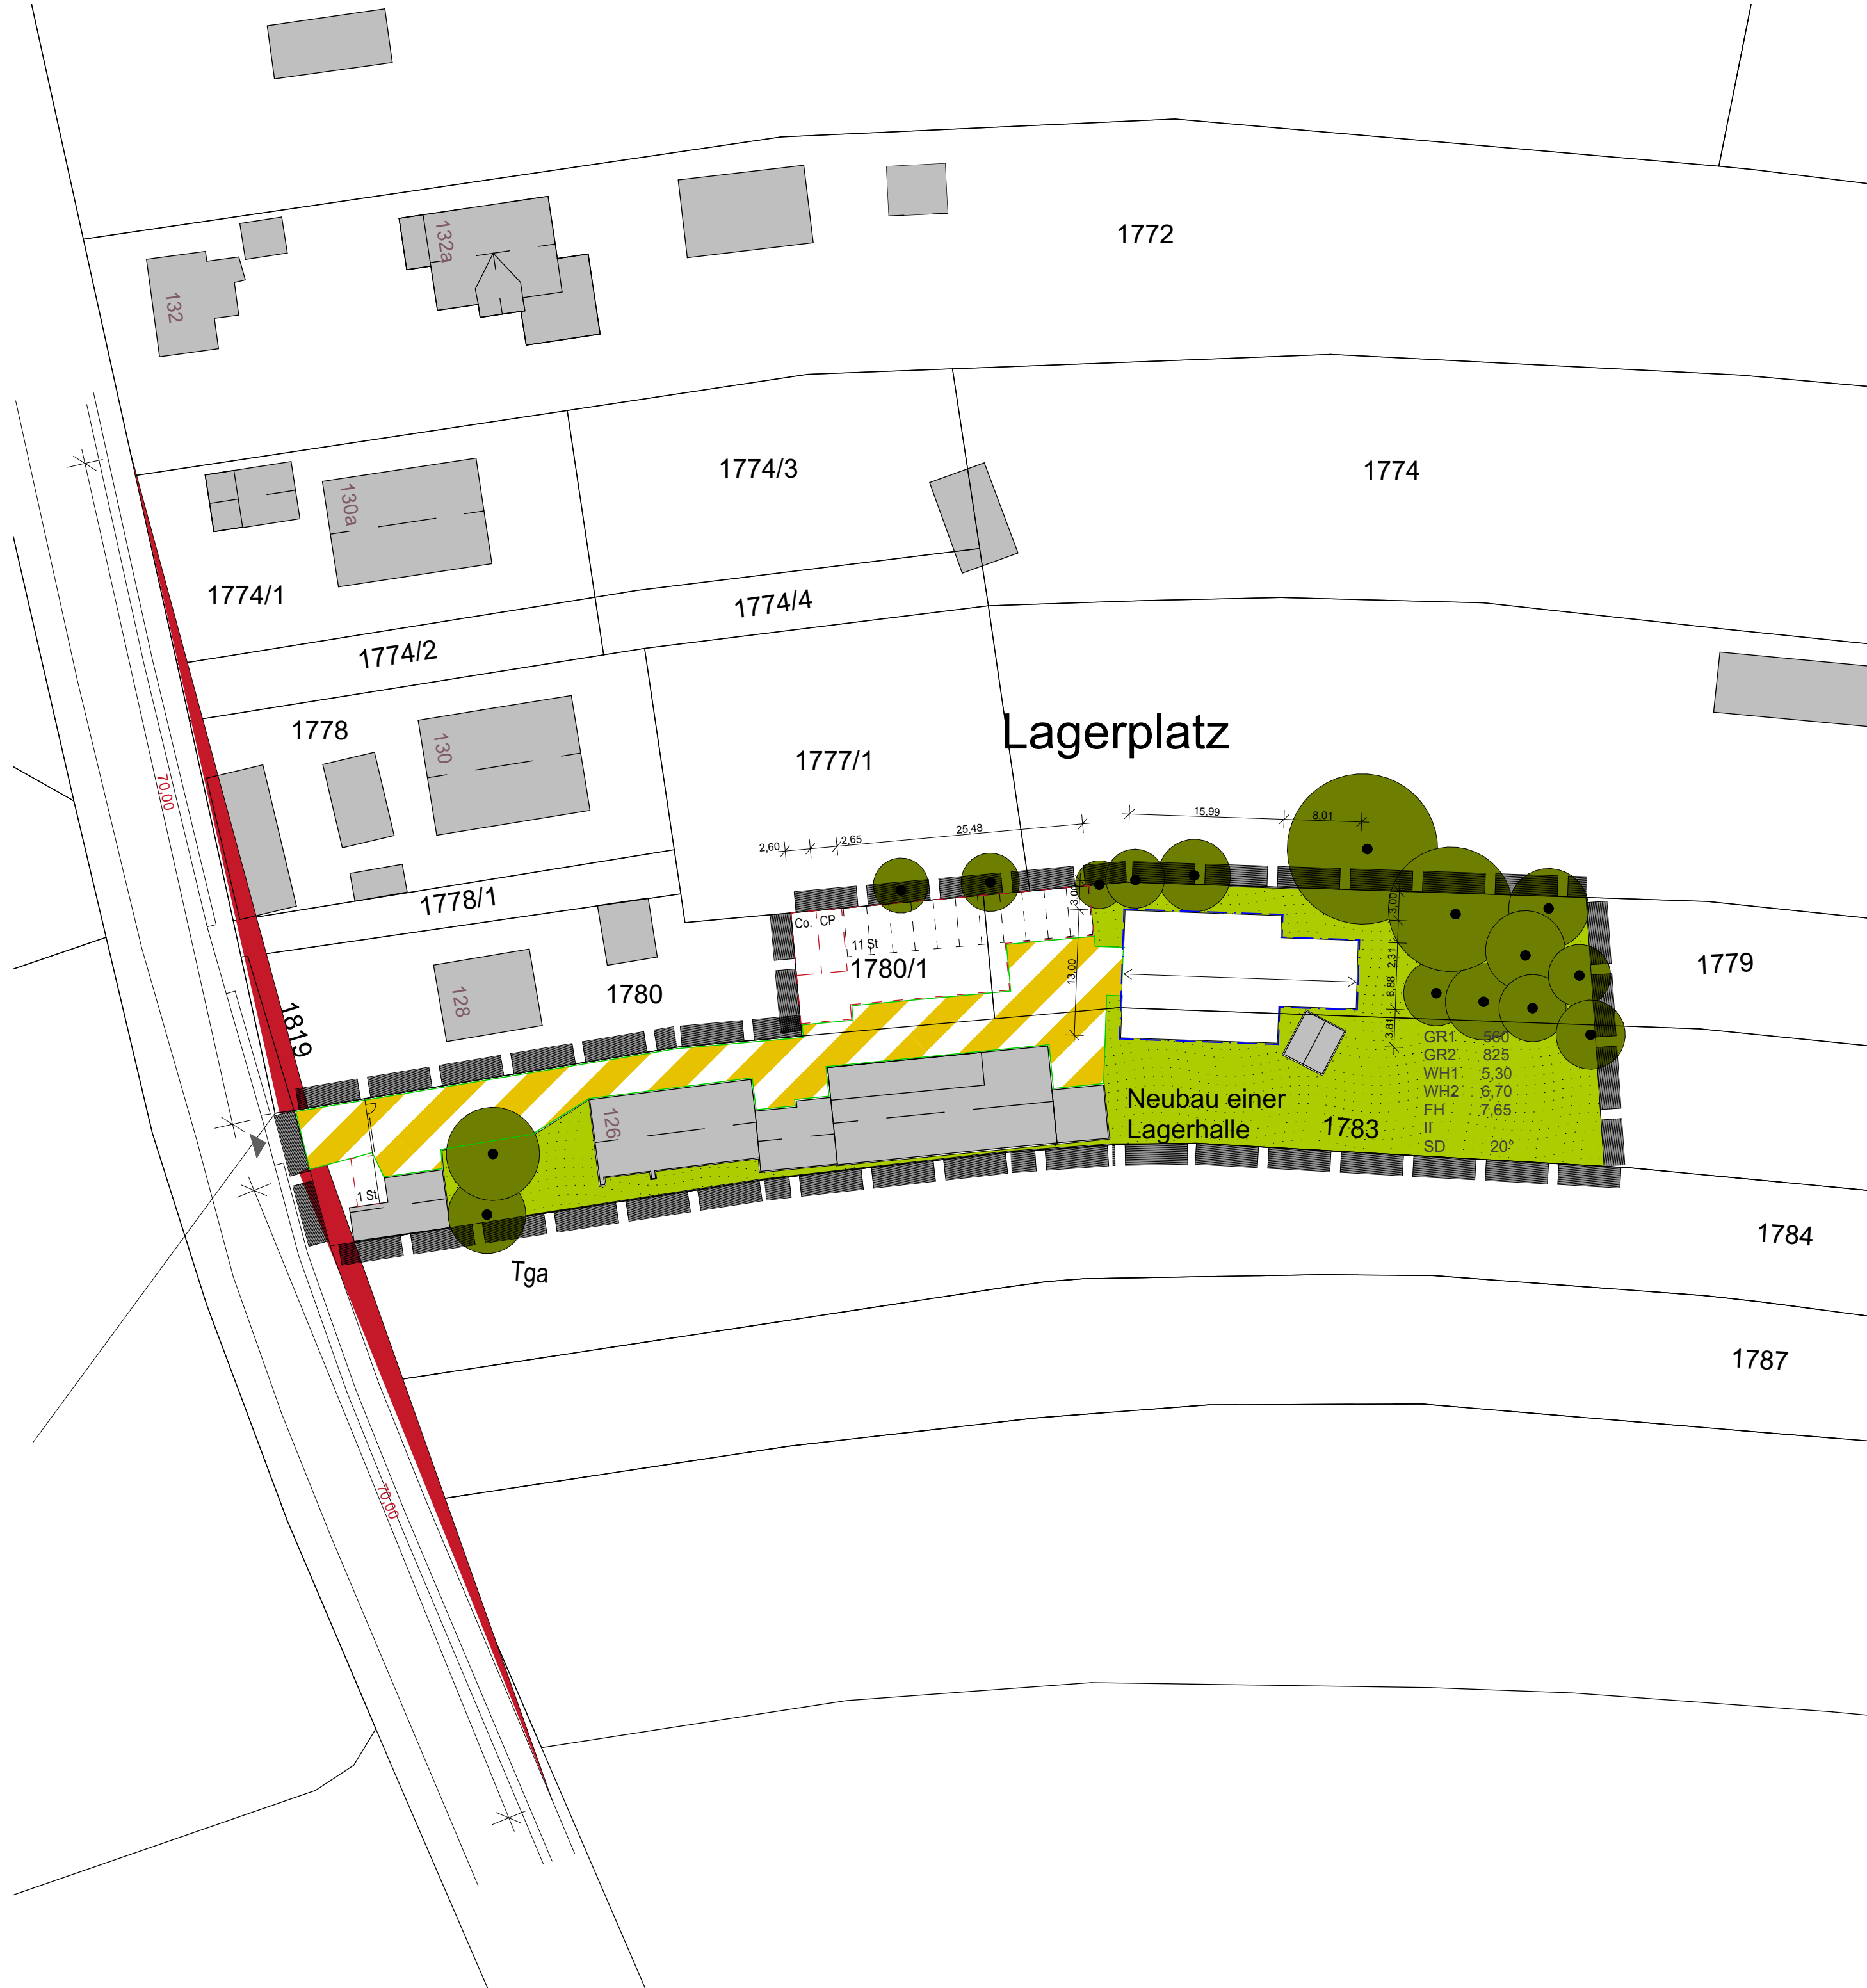 1772
132a
132
1774/3
1774
130a
1774/1
1774/4
1774/2
1778
130
Lagerplatz
1777/1
70,00
15,99
8,01
25,48
2,60
2,65
1778/1
3,00
3,00
Co.
CP
11 St
1780/1
1779
2,31
13,00
6,88
128
1780
1819
3,81
GR1 560
GR2 825
WH1 5,30
WH2 6,70
FH 7,65
II
SD 20°
Neubau einer
Lagerhalle
1783
126
1 St
1784
Tga
1787
70,00